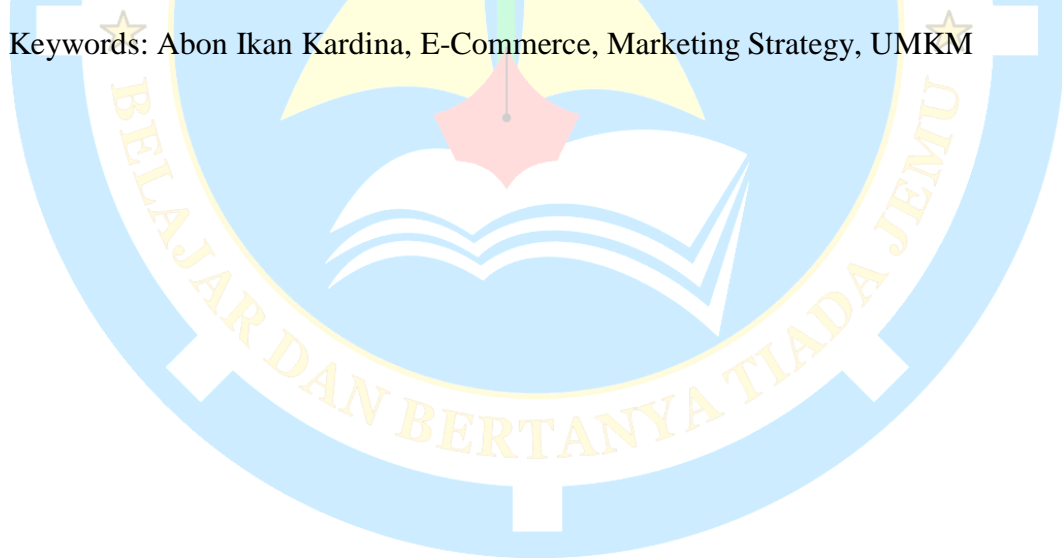 Keywords: Abon Ikan Kardina, E-Commerce, Marketing Strategy, UMKM
BELAJAR DAN BERTANYA TIADA JEMU